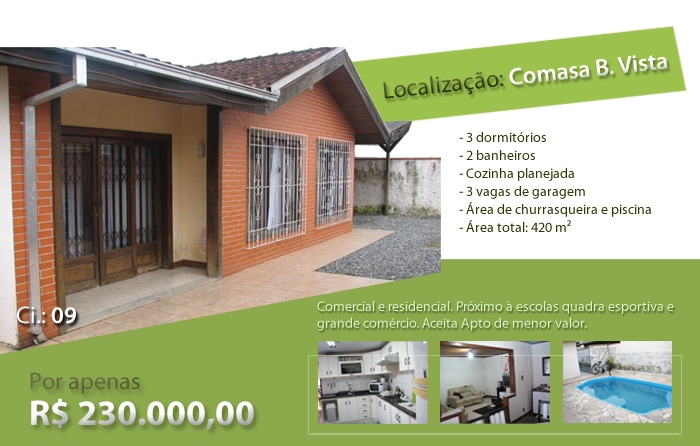 Localização: Comasa B. Vista
- 3 dormitórios
- 2 banheiros
- Cozinha planejada
- 3 vagas de garagem
- Área de churrasqueira e piscina
- Área total: 420 m²
Ci.: 09
Comercial e residencial. Próximo à escolas quadra esportiva e
grande comércio. Aceita Apto de menor valor.
Por apenas
R$ 230.000,00